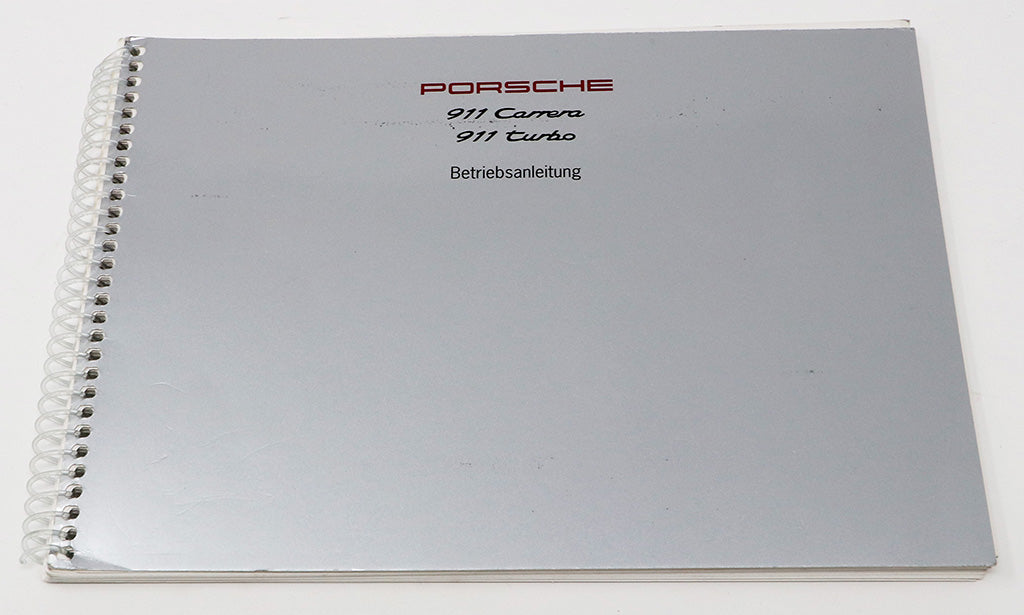 PORSCHE
911 Carrera
911 turbo
Betriebsanleitung